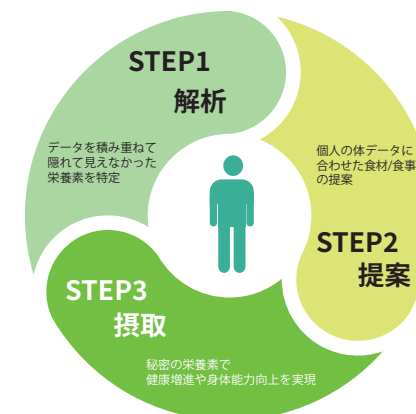 STEP1
解析
データを積み重ねて
隠れて見えなかった
栄養素を特定
個人の体データに
合わせた食材/食事
の提案
STEP2
提案
STEP3
摂取
秘密の栄養素で
健康増進や身体能力向上を実現